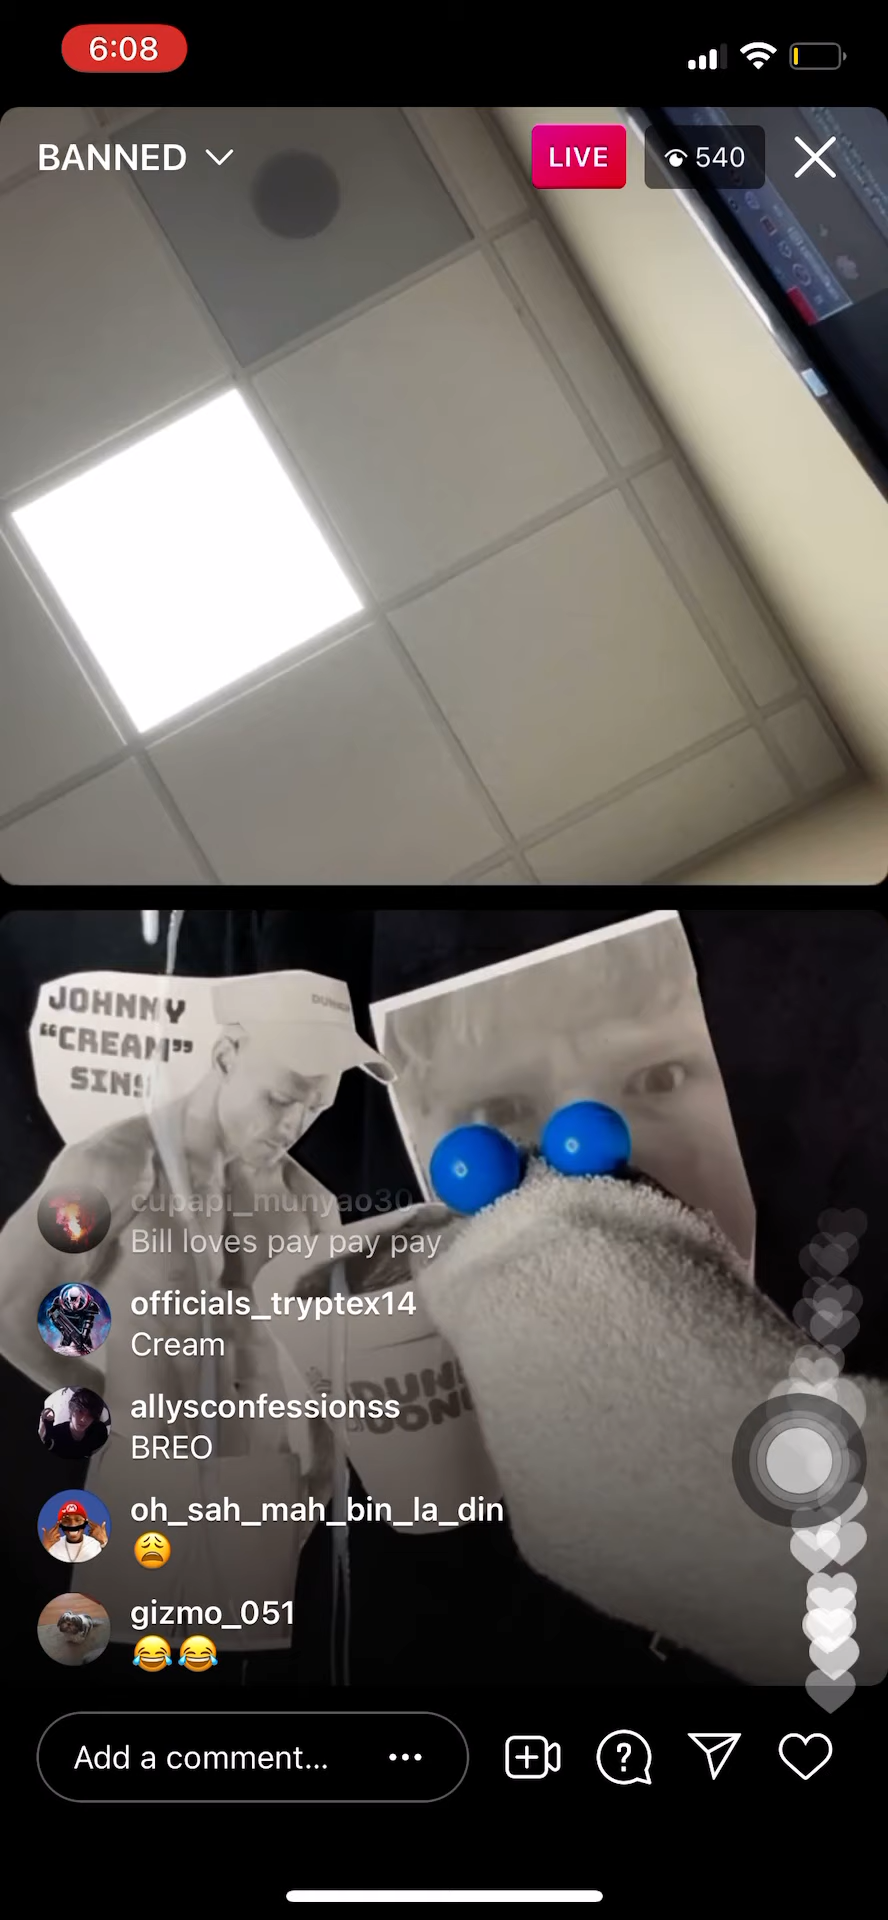 6:08
BANNED
LIVE
540
JOHNNY
“CREAM”
SINS
cupapi_munyao30
Bill loves pay pay pay
officials_tryptex14
Cream
allysconfessionss
BREO
oh_sah_mah_bin_la_din
😩
gizmo_051
😂😂
Add a comment...